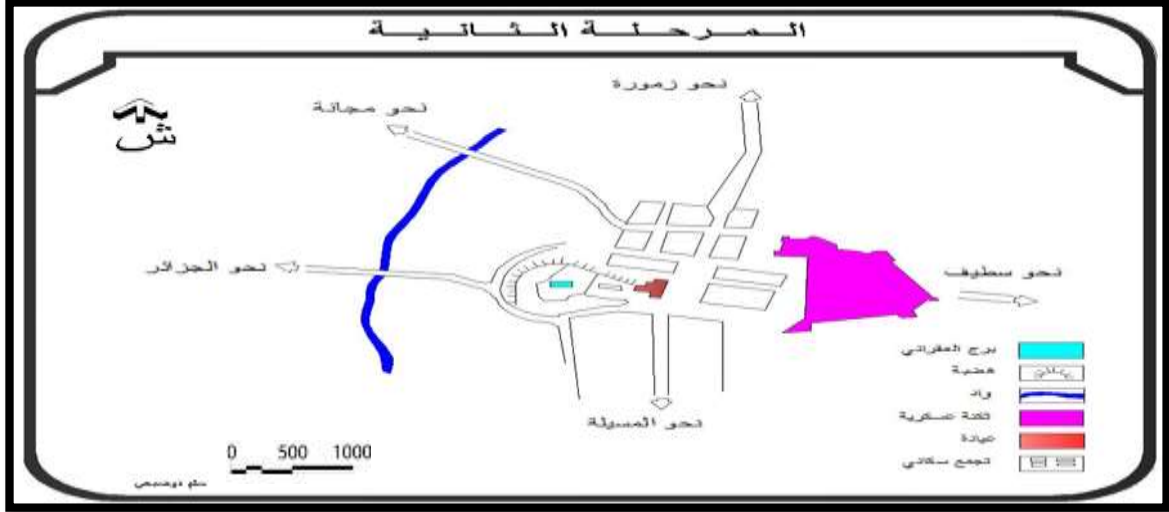 المرحلة الثانية
نحو زمورة
نحو مجانة
ش
نحو الجزائر
نحو سطيف
برج المقراني
هضبة
واد
ثكنة عسكرية
عيادة
تجمع سكاني
نحو المسيلة
0 500 1000
سلم توضيحي